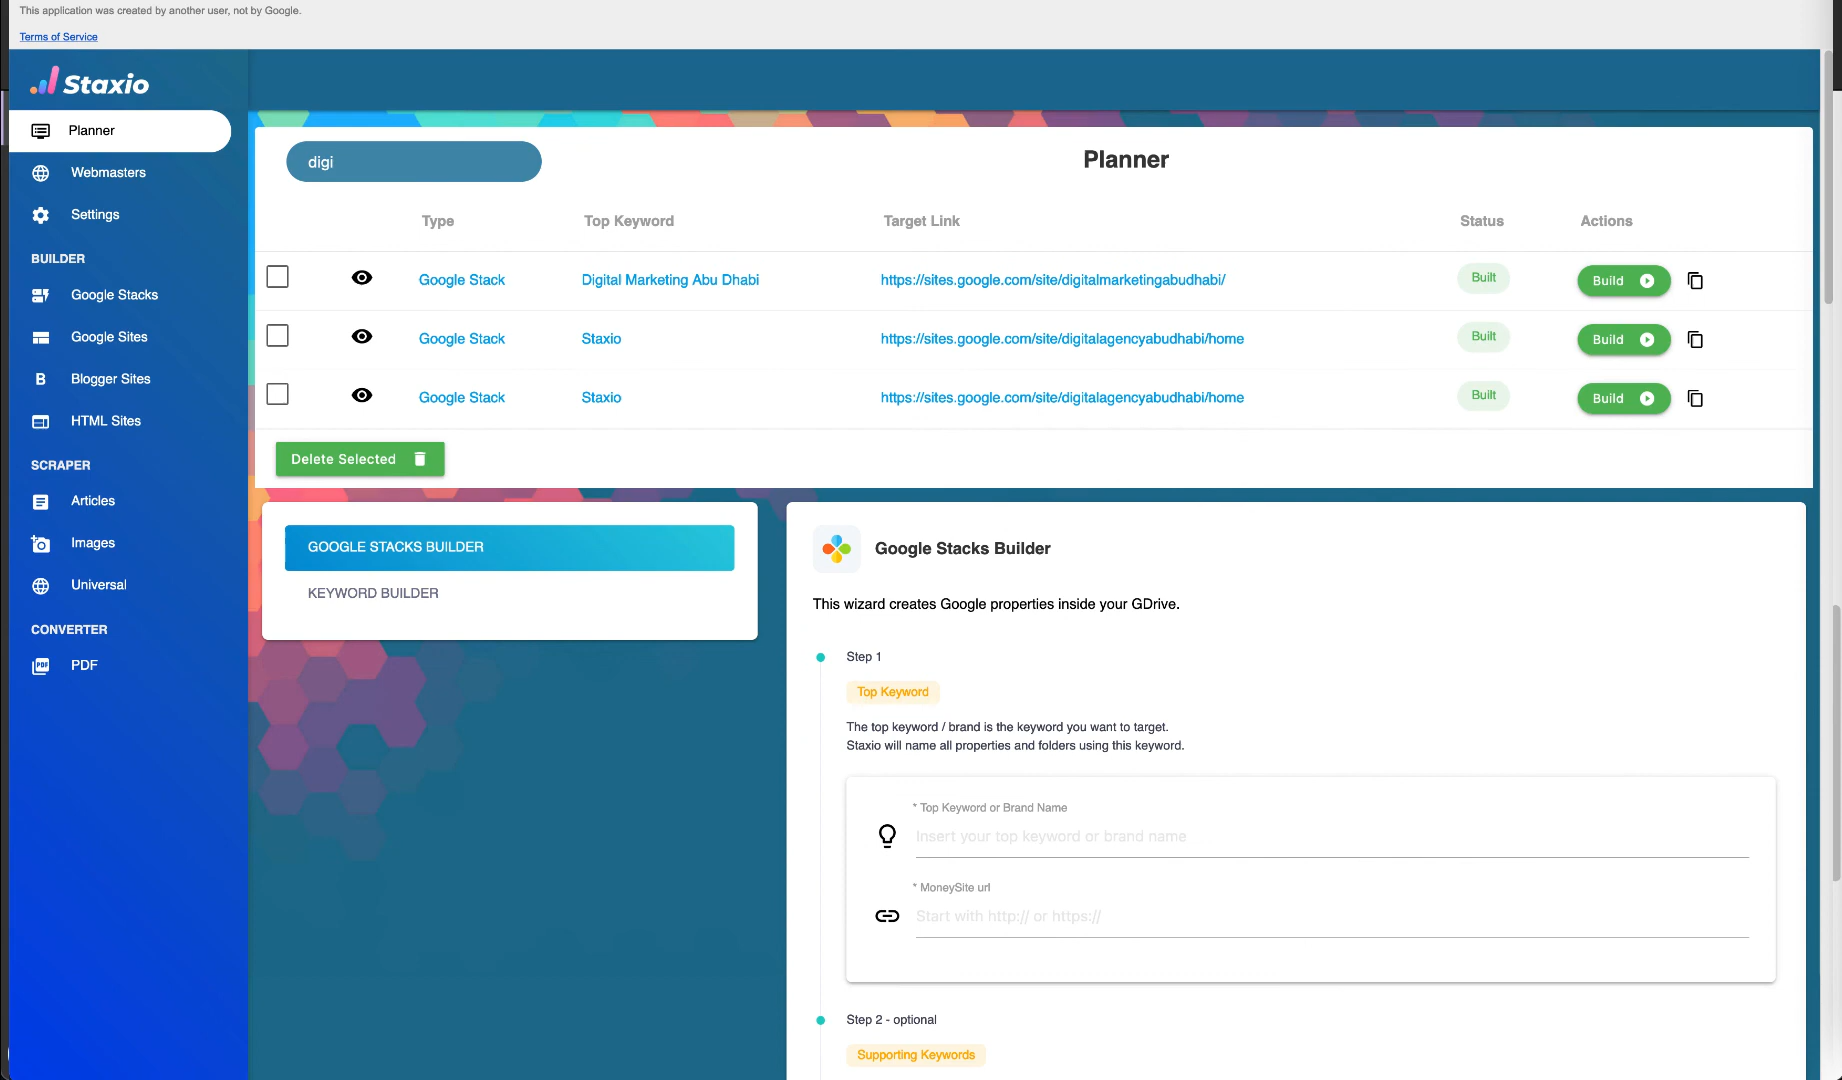 This application was created by another user, not by Google.
Terms of Service
Staxio
Planner
Webmasters
Settings
BUILDER
Google Stacks
Google Sites
B Blogger Sites
HTML Sites
SCRAPER
Articles
Images
Universal
CONVERTER
PDF PDF
digi
Planner
Type Top Keyword Target Link Status Actions
Google Stack Digital Marketing Abu Dhabi https://sites.google.com/site/digitalmarketingabudhabi/ Built Build
Google Stack Staxio https://sites.google.com/site/digitalagencyabudhabi/home Built Build
Google Stack Staxio https://sites.google.com/site/digitalagencyabudhabi/home Built Build
Delete Selected
GOOGLE STACKS BUILDER
KEYWORD BUILDER
Google Stacks Builder
This wizard creates Google properties inside your GDrive.
Step 1
Top Keyword
The top keyword / brand is the keyword you want to target.
Staxio will name all properties and folders using this keyword.
* Top Keyword or Brand Name
Insert your top keyword or brand name
* MoneySite url
Start with http:// or https://
Step 2 - optional
Supporting Keywords